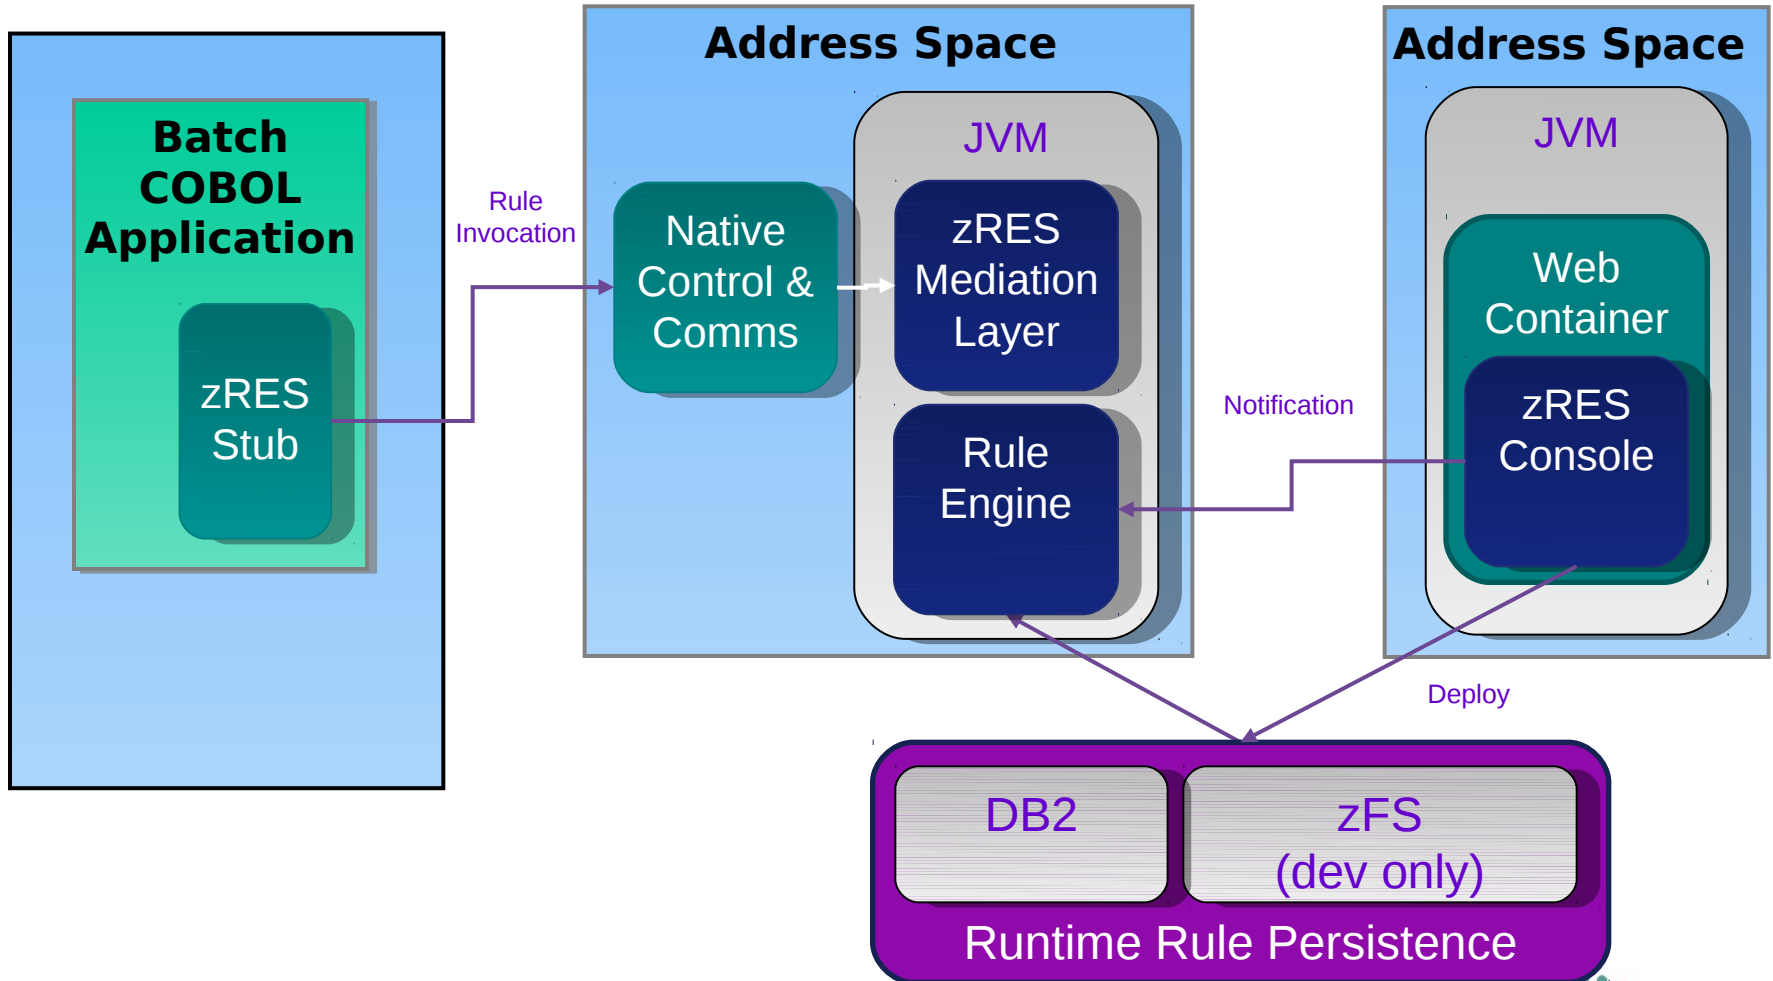 Batch
COBOL
Application
zRES
Stub
Rule
Invocation
Address Space
JVM
Native
Control &
Comms
zRES
Mediation
Layer
Rule
Engine
Notification
Address Space
JVM
Web
Container
zRES
Console
Deploy
DB2
zFS
(dev only)
Runtime Rule Persistence